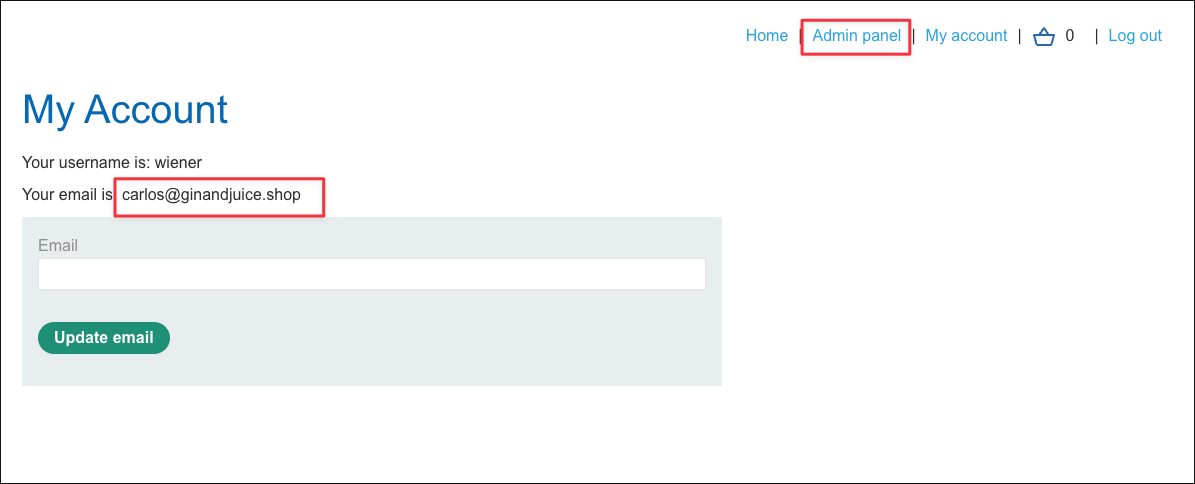 Home | Admin panel | My account | 0 | Log out
My Account
Your username is: wiener
Your email is carlos@ginandjuice.shop
Email
Update email